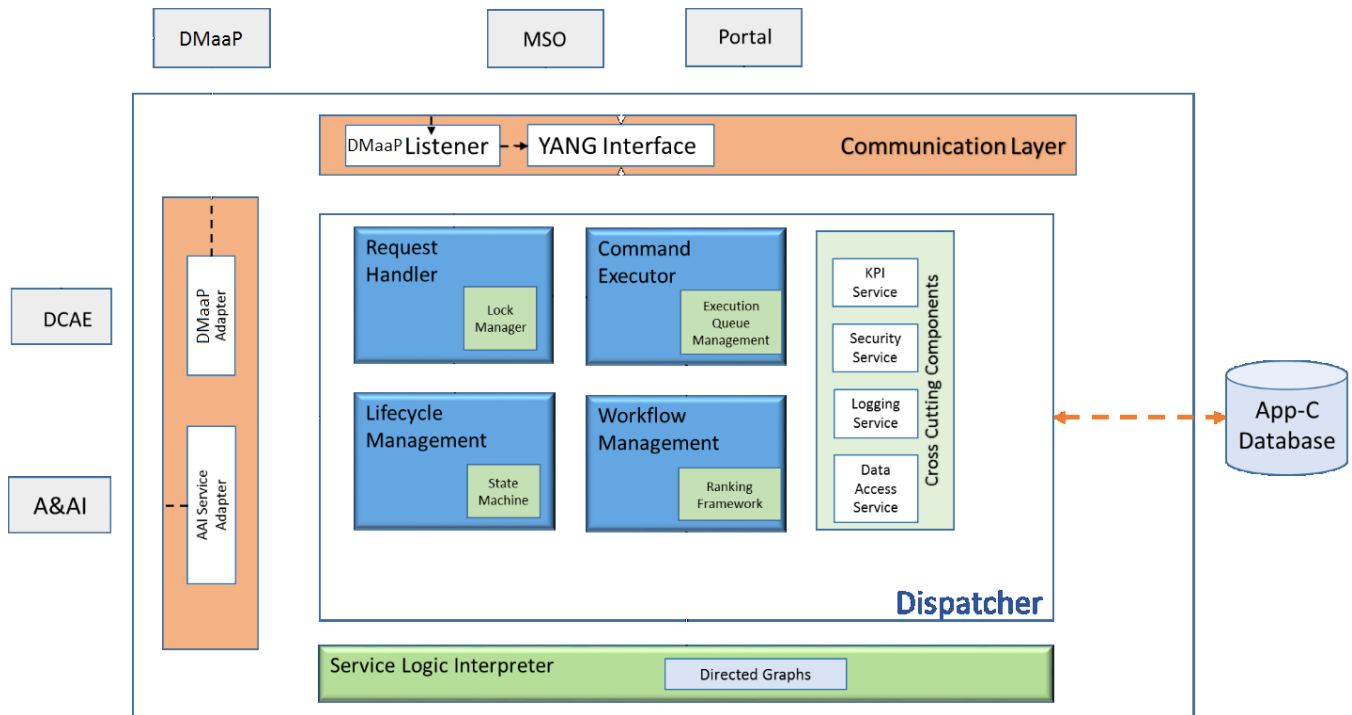 DMaaP
MSO
Portal
DMaaP Listener
YANG Interface
Communication Layer
DMaaP
Adapter
AAI Service
Adapter
DCAE
A&AI
Request
Handler
Lock
Manager
Command
Executor
Execution
Queue
Management
Lifecycle
Management
State
Machine
Workflow
Management
Ranking
Framework
KPI
Service
Security
Service
Logging
Service
Data
Access
Service
Cross Cutting Components
Dispatcher
App-C
Database
Service Logic Interpreter
Directed Graphs